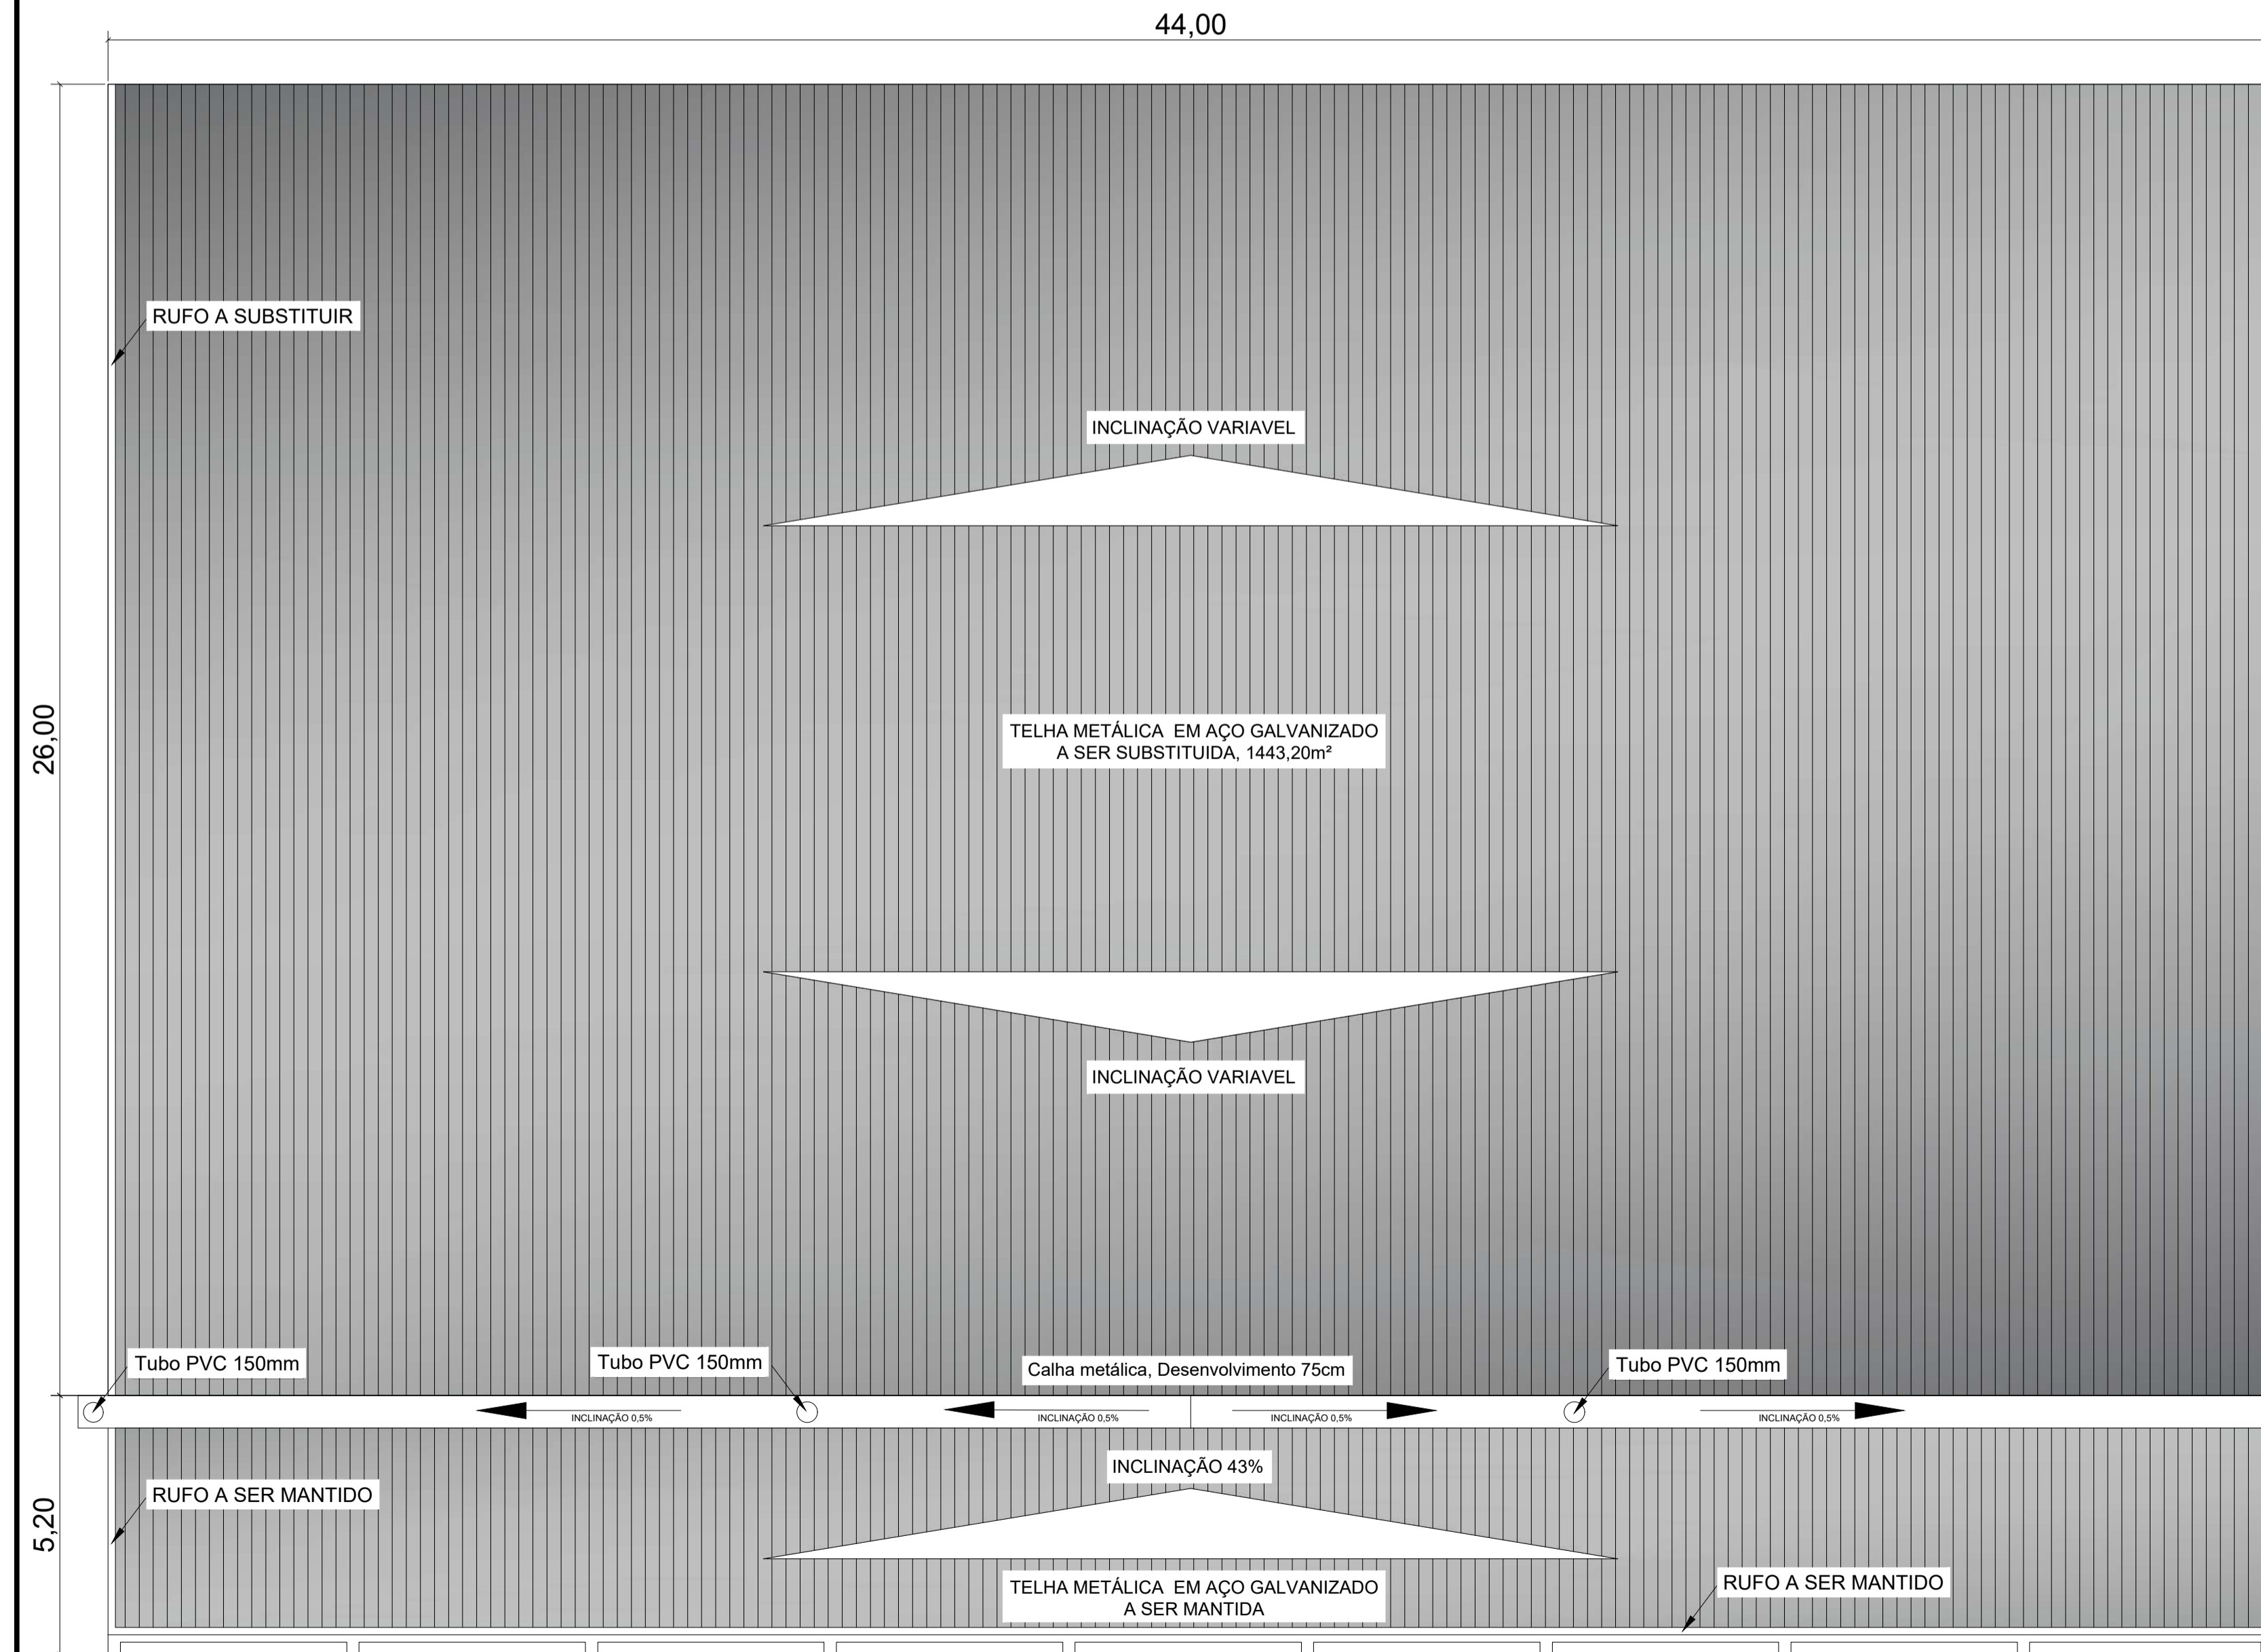 44,00
RUFO A SUBSTITUIR
INCLINAÇÃO VARIAVEL
26,00
TELHA METÁLICA EM AÇO GALVANIZADO
A SER SUBSTITUIDA, 1443,20m²
INCLINAÇÃO VARIAVEL
Tubo PVC 150mm
Tubo PVC 150mm
Calha metálica, Desenvolvimento 75cm
Tubo PVC 150mm
INCLINAÇÃO 0,5%
INCLINAÇÃO 0,5%
INCLINAÇÃO 0,5%
INCLINAÇÃO 0,5%
INCLINAÇÃO 43%
RUFO A SER MANTIDO
5,20
TELHA METÁLICA EM AÇO GALVANIZADO
A SER MANTIDA
RUFO A SER MANTIDO